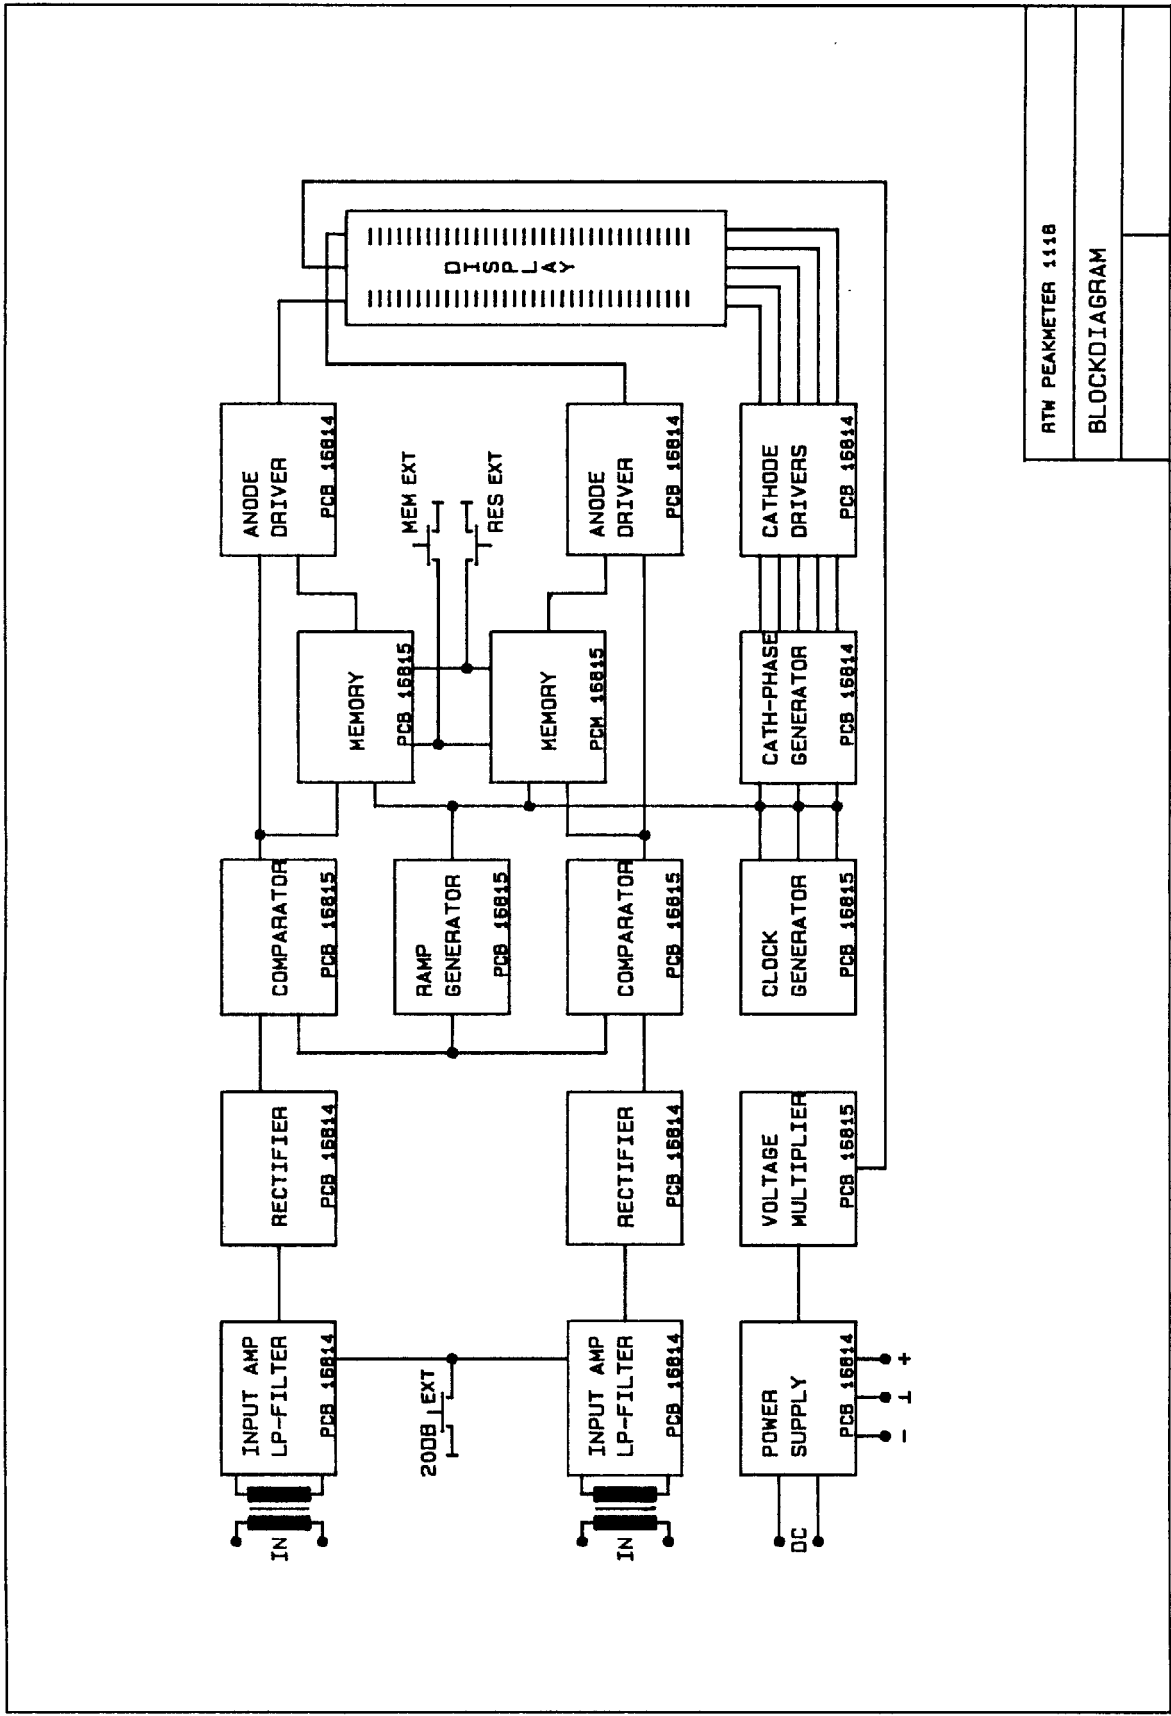 IN
INPUT AMP
LP-FILTER
PCB 16814
RECTIFIER
PCB 16814
COMPARATOR
PCB 16815
MEMORY
PCB 16815
ANODE
DRIVER
PCB 16814
20DB EXT
RAMP
GENERATOR
PCB 16815
MEM EXT
RES EXT
DISPLAY
IN
INPUT AMP
LP-FILTER
PCB 16814
RECTIFIER
PCB 16814
COMPARATOR
PCB 16815
MEMORY
PCM 16815
ANODE
DRIVER
PCB 16814
DC
POWER
SUPPLY
PCB 16814
- ⊥ +
VOLTAGE
MULTIPLIER
PCB 16815
CLOCK
GENERATOR
PCB 16815
CATH-PHASE
GENERATOR
PCB 16814
CATHODE
DRIVERS
PCB 16814
RTW PEAKMETER 1118
BLOCKDIAGRAM